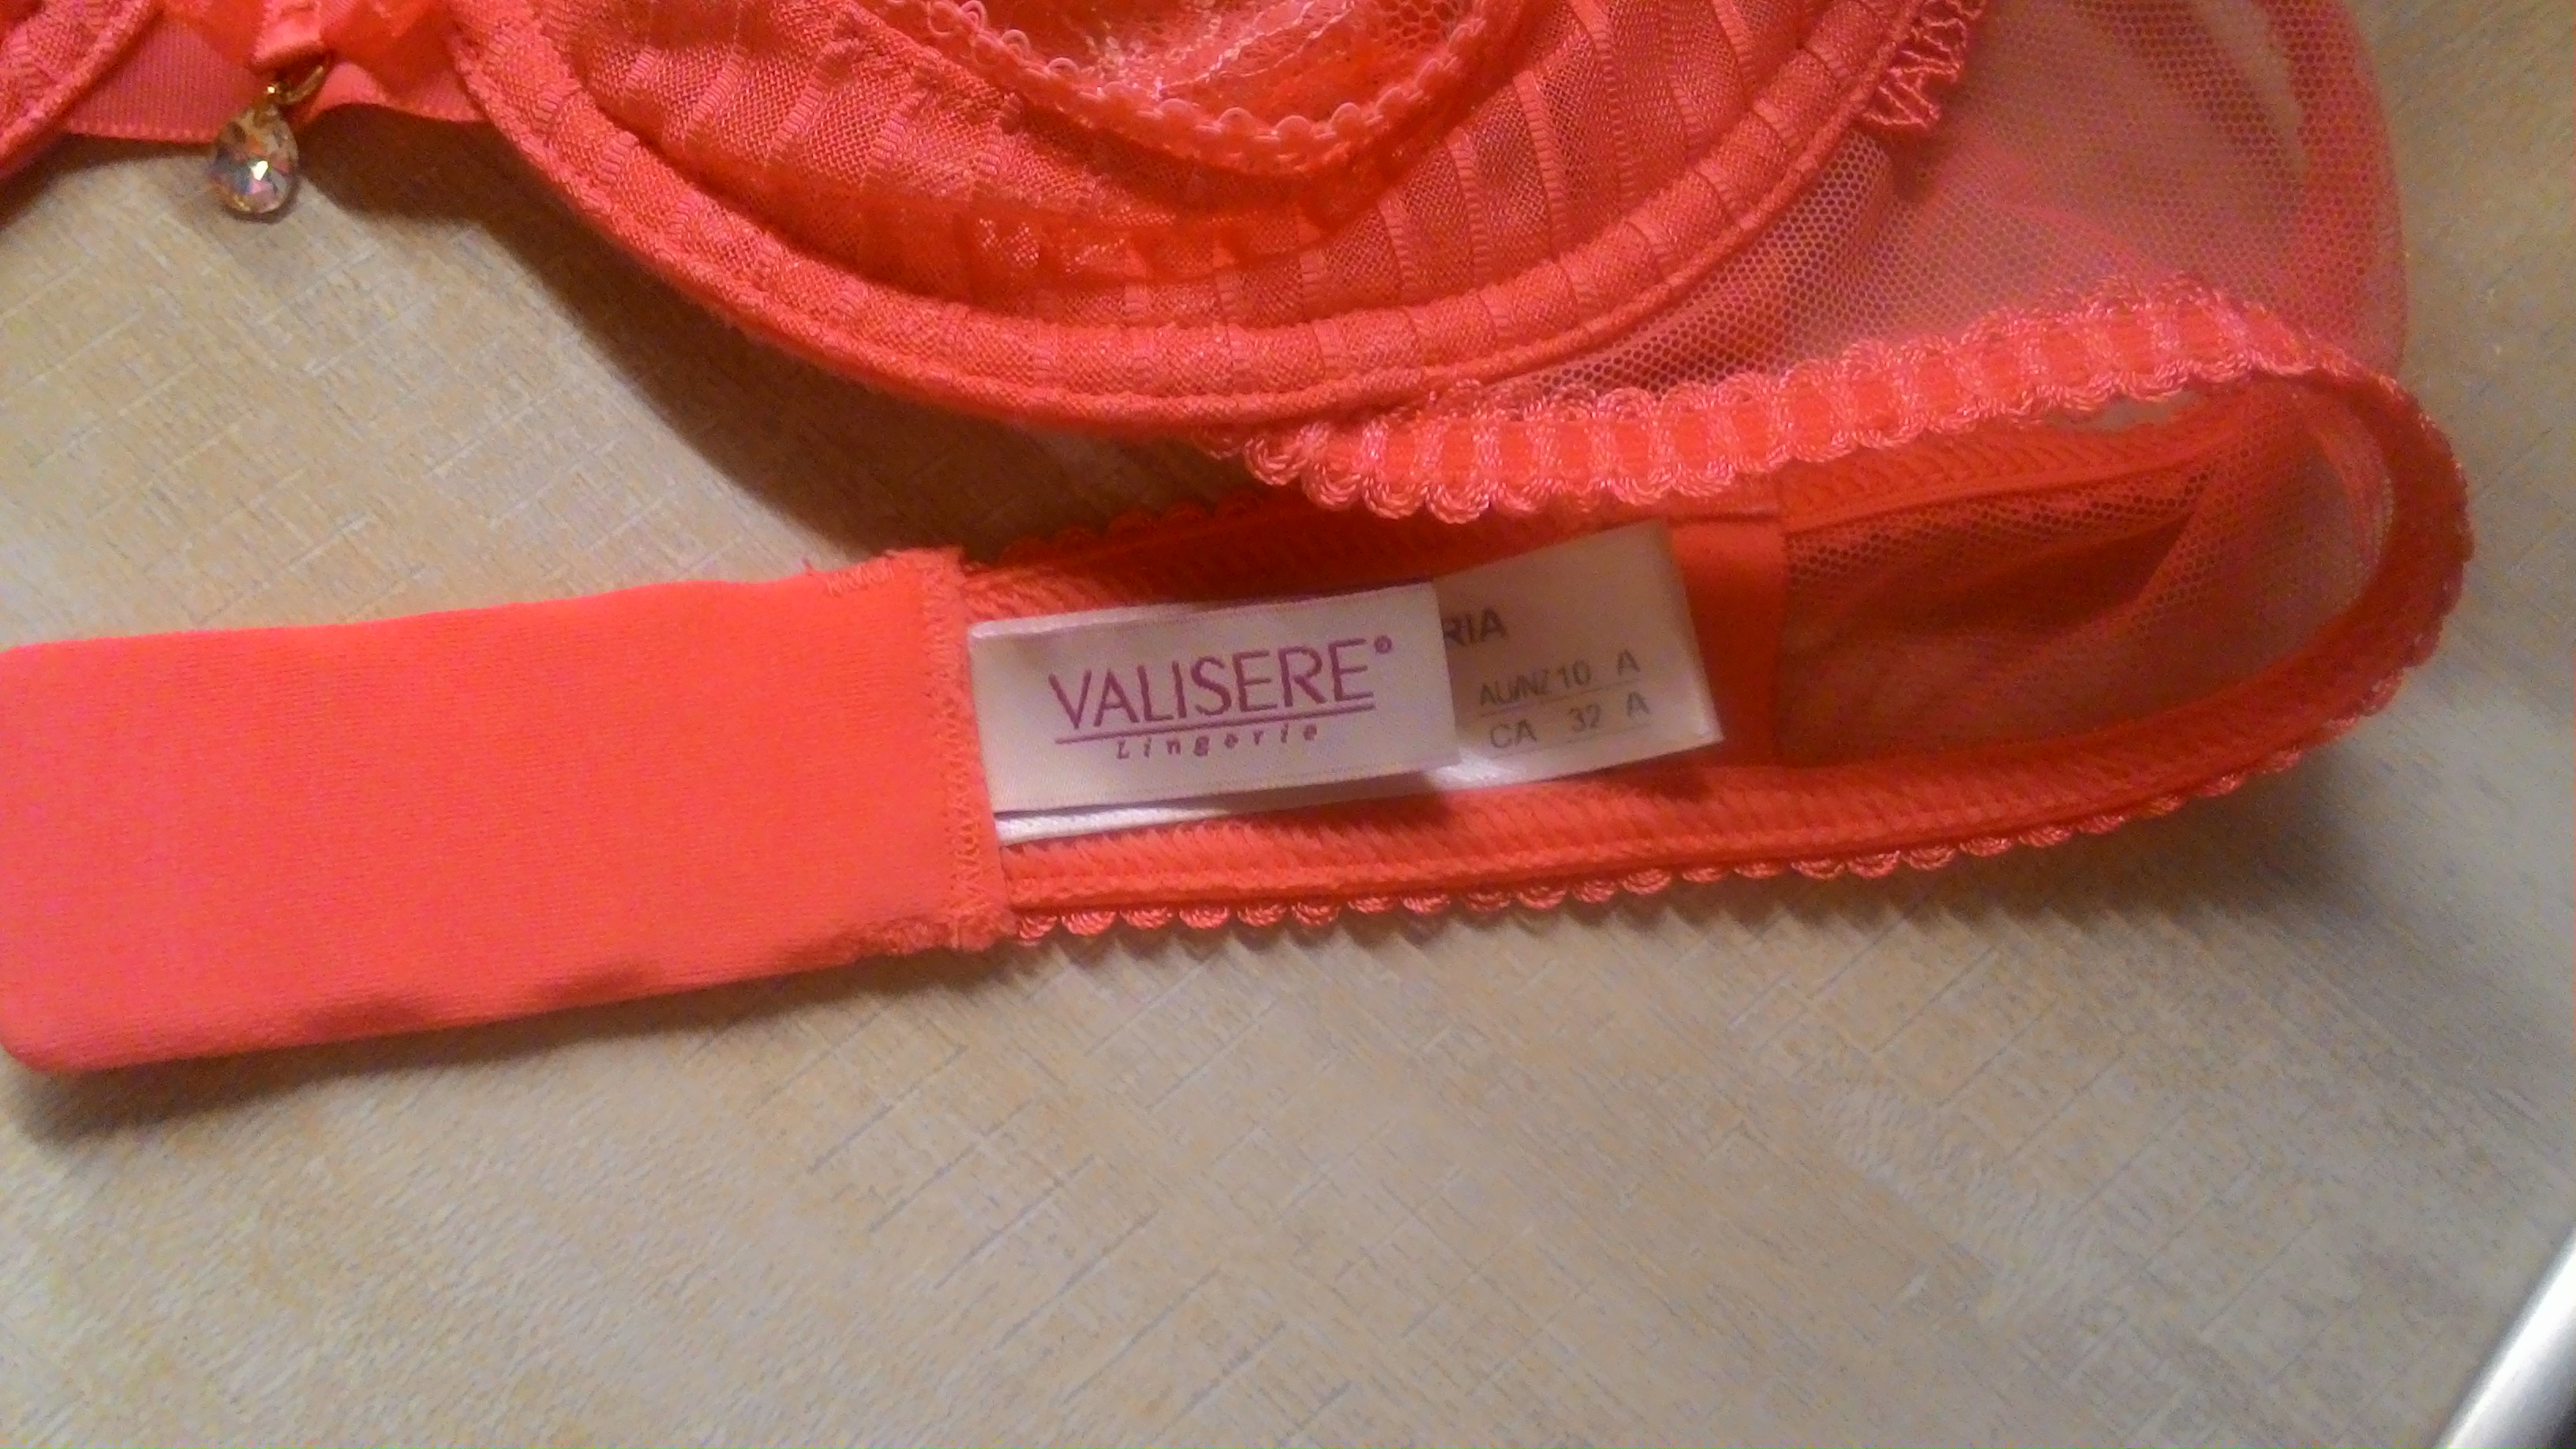 VALISERE®
Lingerie
RIA
AU/NZ 10 A
CA 32 A